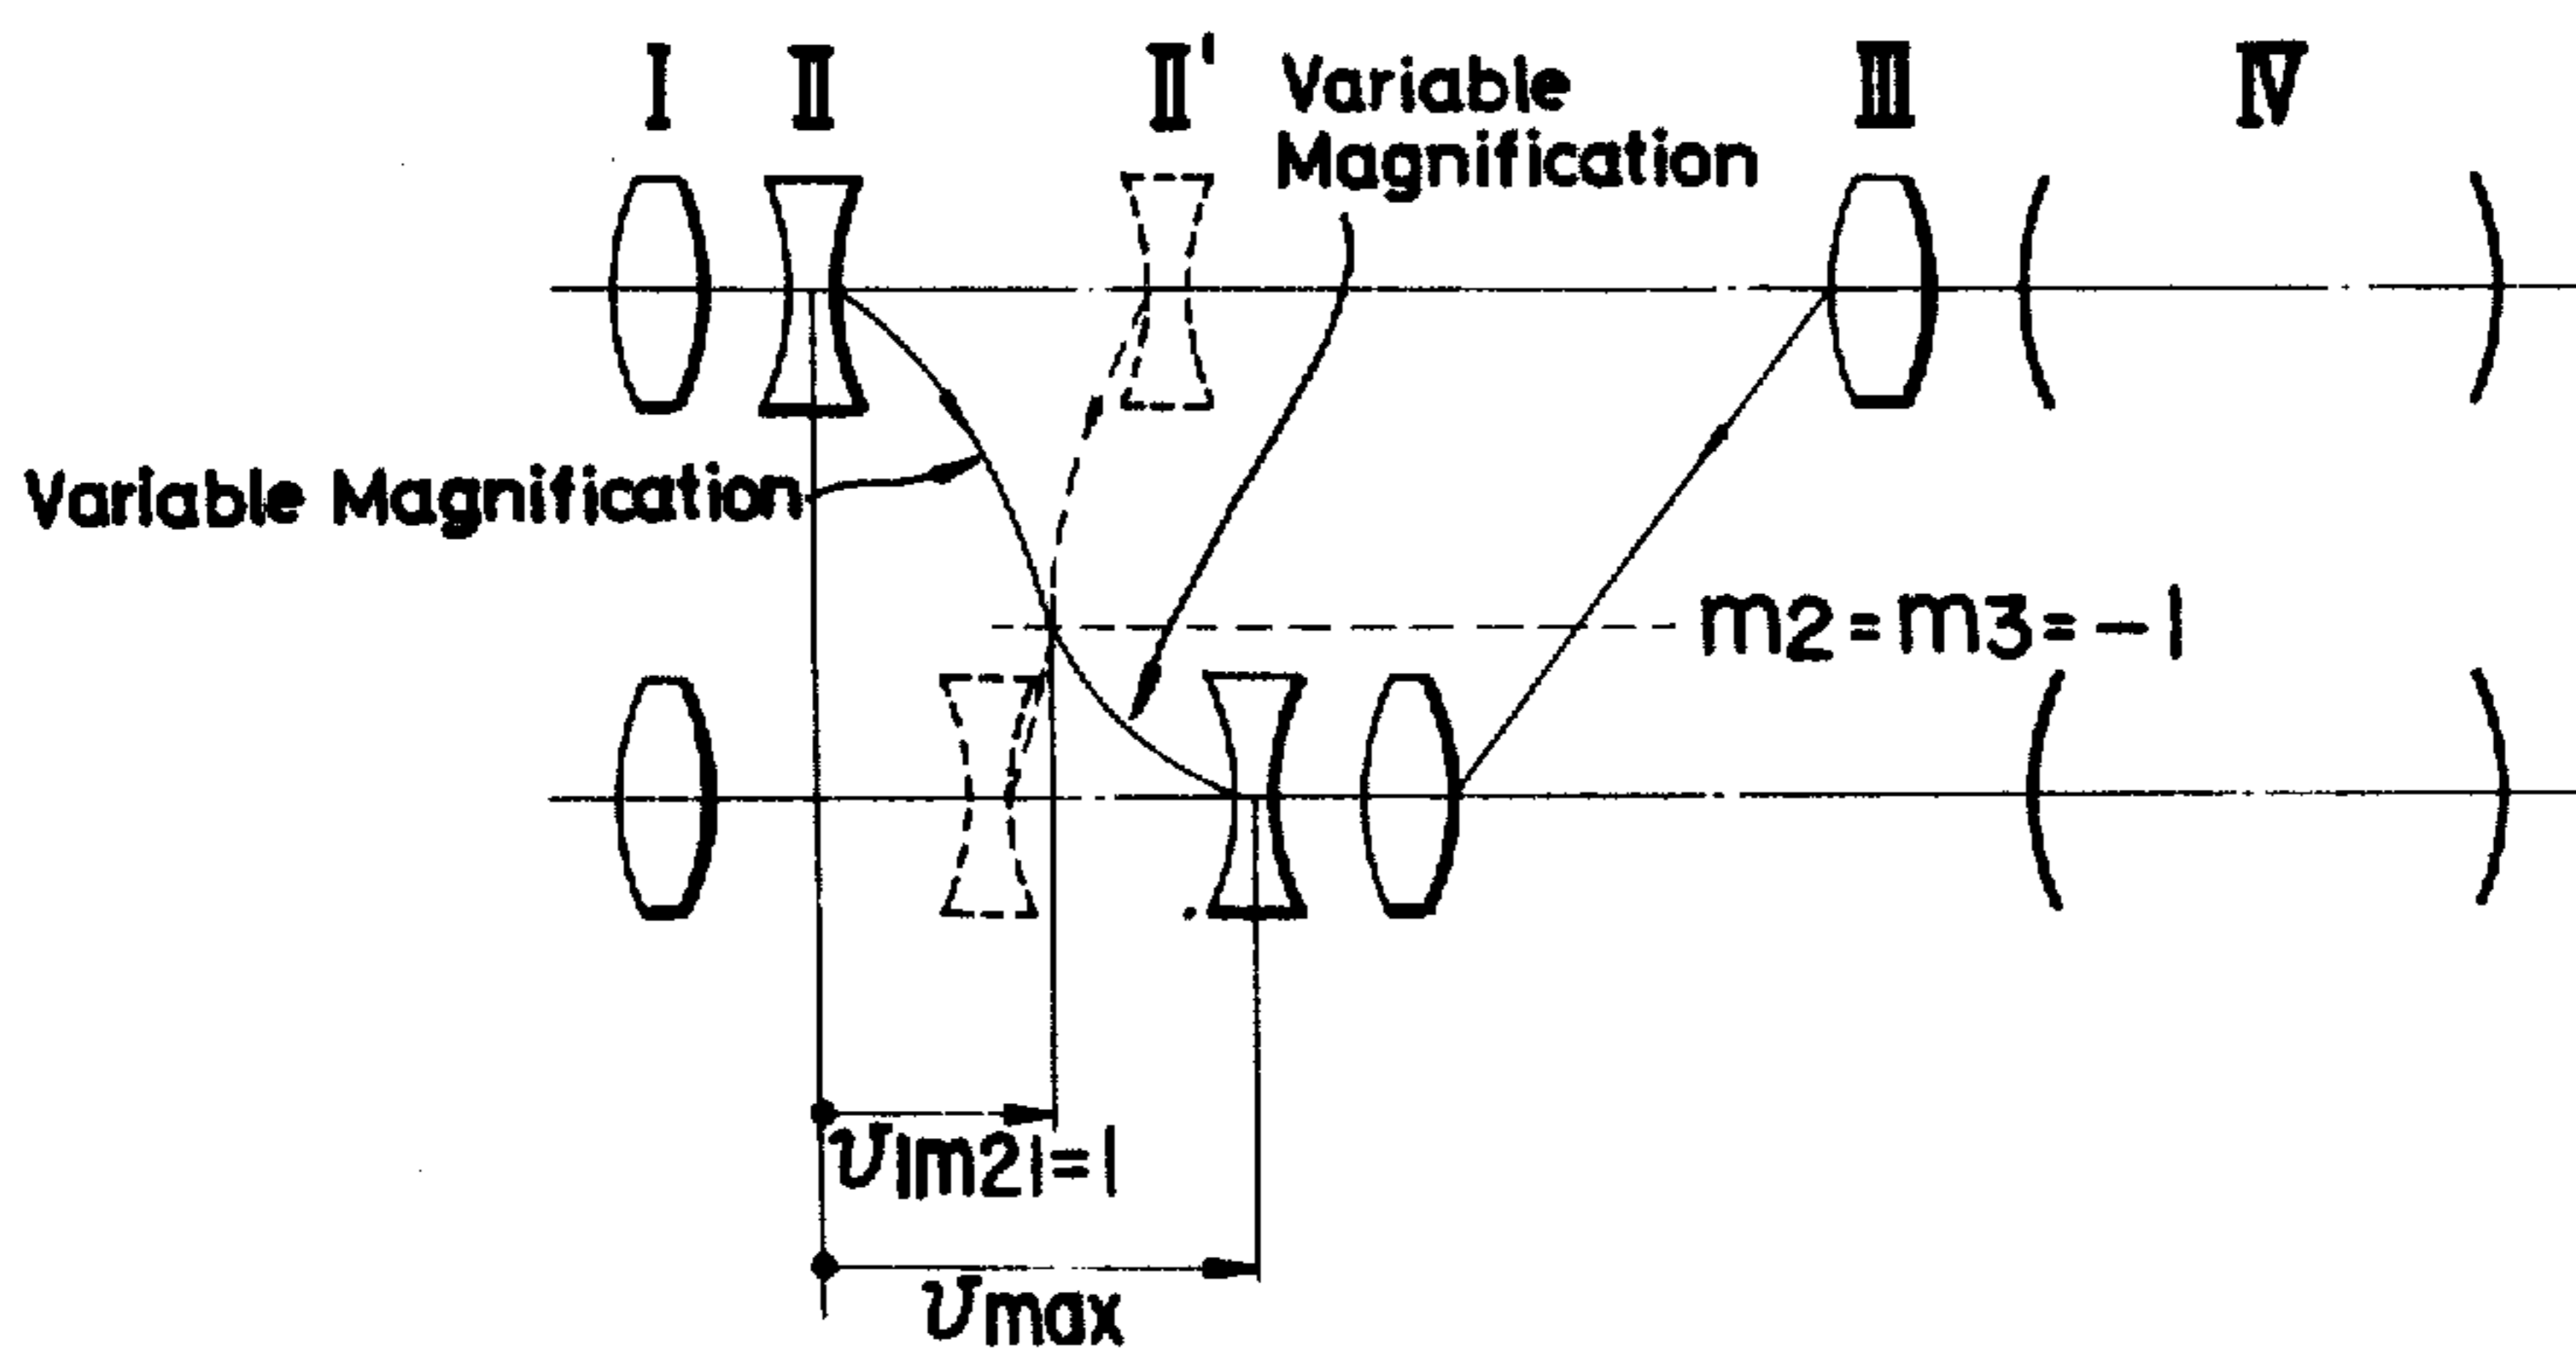 I II II' III IV
Variable
Magnification
Variable Magnification
m2=m3=-1
υ|m2|=1
υmax